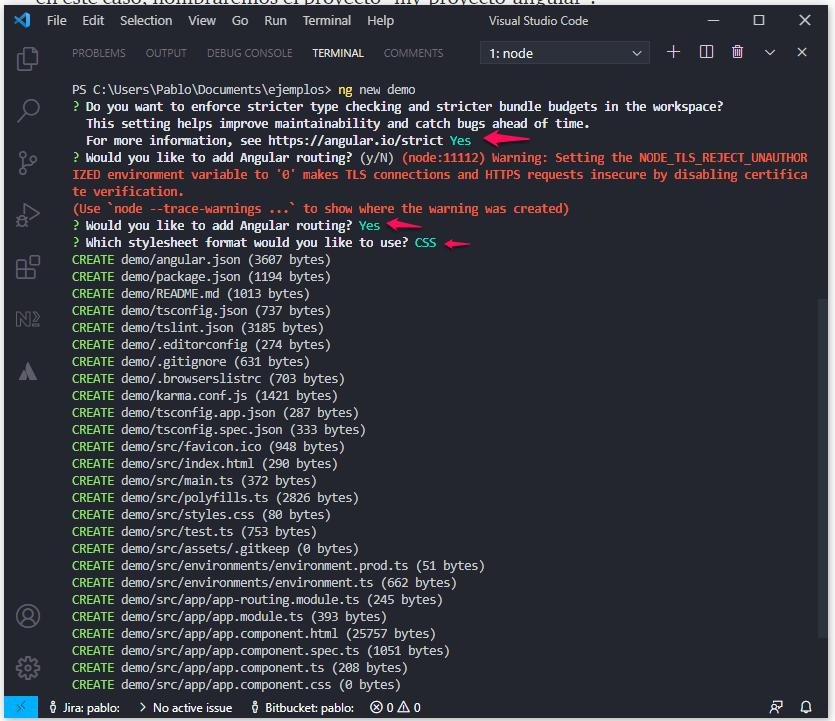 en este caso, nombraremos el proyecto "my-proyecto-angular".
File Edit Selection View Go Run Terminal Help Visual Studio Code
PROBLEMS OUTPUT DEBUG CONSOLE TERMINAL COMMENTS 1: node
PS C:\Users\Pablo\Documents\ejemplos> ng new demo
? Do you want to enforce stricter type checking and stricter bundle budgets in the workspace?
This setting helps improve maintainability and catch bugs ahead of time.
For more information, see https://angular.io/strict Yes
? Would you like to add Angular routing? (y/N) (node:11112) Warning: Setting the NODE_TLS_REJECT_UNAUTHOR
IZED environment variable to '0' makes TLS connections and HTTPS requests insecure by disabling certifica
te verification.
(Use `node --trace-warnings ...` to show where the warning was created)
? Would you like to add Angular routing? Yes
? Which stylesheet format would you like to use? CSS
CREATE demo/angular.json (3607 bytes)
CREATE demo/package.json (1194 bytes)
CREATE demo/README.md (1013 bytes)
CREATE demo/tsconfig.json (737 bytes)
CREATE demo/tslint.json (3185 bytes)
CREATE demo/.editorconfig (274 bytes)
CREATE demo/.gitignore (631 bytes)
CREATE demo/.browserslistrc (703 bytes)
CREATE demo/karma.conf.js (1421 bytes)
CREATE demo/tsconfig.app.json (287 bytes)
CREATE demo/tsconfig.spec.json (333 bytes)
CREATE demo/src/favicon.ico (948 bytes)
CREATE demo/src/index.html (290 bytes)
CREATE demo/src/main.ts (372 bytes)
CREATE demo/src/polyfills.ts (2826 bytes)
CREATE demo/src/styles.css (80 bytes)
CREATE demo/src/test.ts (753 bytes)
CREATE demo/src/assets/.gitkeep (0 bytes)
CREATE demo/src/environments/environment.prod.ts (51 bytes)
CREATE demo/src/environments/environment.ts (662 bytes)
CREATE demo/src/app/app-routing.module.ts (245 bytes)
CREATE demo/src/app/app.module.ts (393 bytes)
CREATE demo/src/app/app.component.html (25757 bytes)
CREATE demo/src/app/app.component.spec.ts (1051 bytes)
CREATE demo/src/app/app.component.ts (208 bytes)
CREATE demo/src/app/app.component.css (0 bytes)
Jira: pablo: No active issue Bitbucket: pablo: 0 0